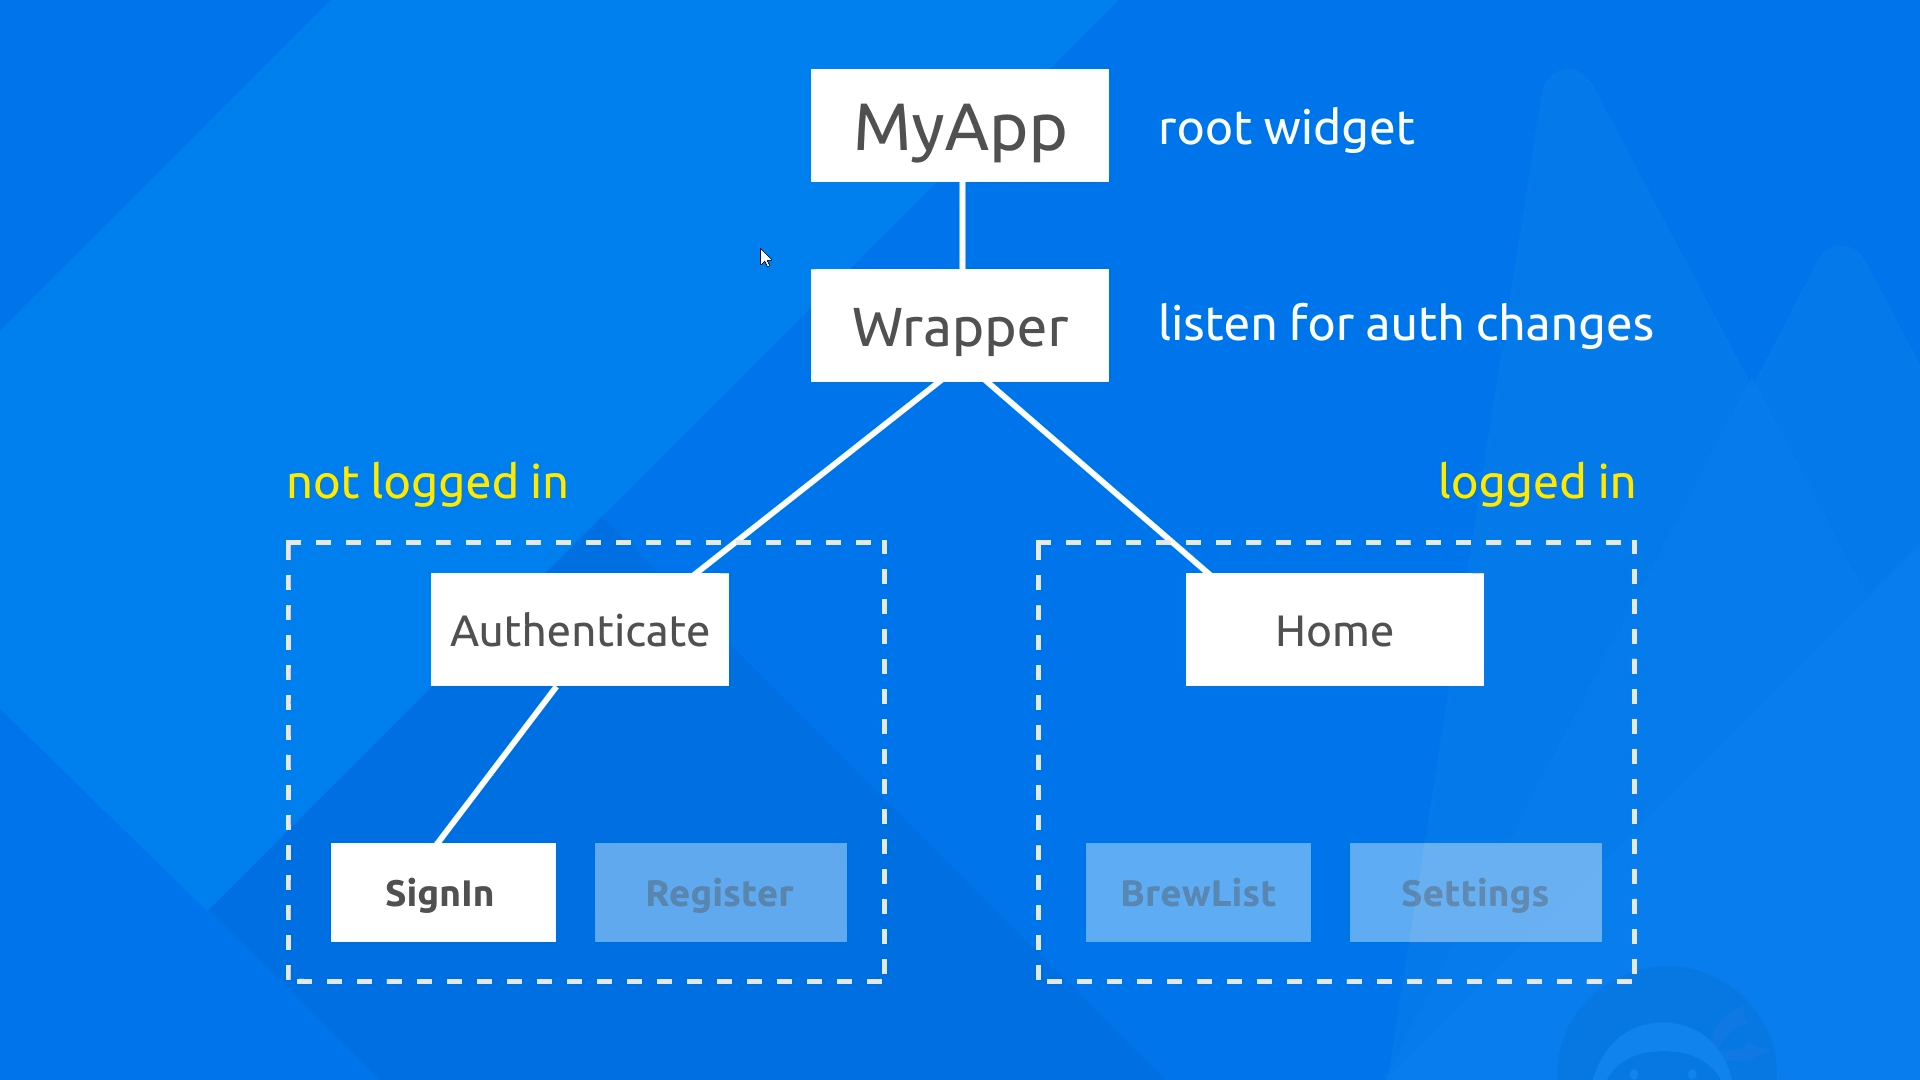 MyApp
root widget
Wrapper
listen for auth changes
not logged in
logged in
Authenticate
Home
SignIn
Register
BrewList
Settings